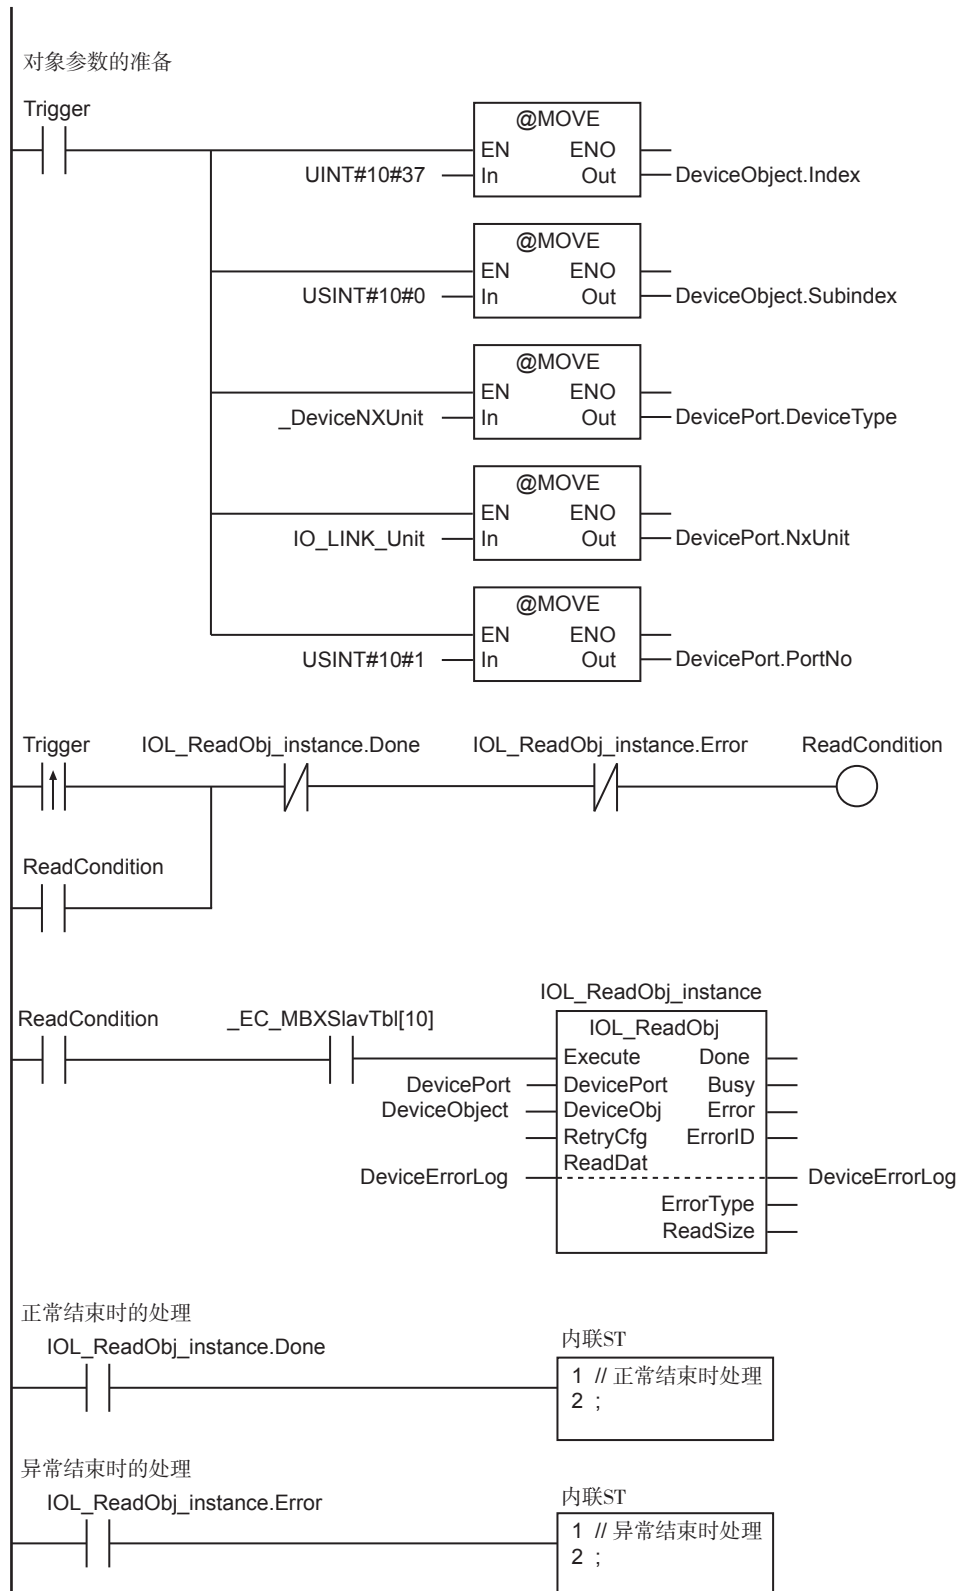 对象参数的准备
Trigger
@MOVE
EN ENO
UINT#10#37 In Out DeviceObject.Index
@MOVE
EN ENO
USINT#10#0 In Out DeviceObject.Subindex
@MOVE
EN ENO
_DeviceNXUnit In Out DevicePort.DeviceType
@MOVE
EN ENO
IO_LINK_Unit In Out DevicePort.NxUnit
@MOVE
EN ENO
USINT#10#1 In Out DevicePort.PortNo
Trigger IOL_ReadObj_instance.Done IOL_ReadObj_instance.Error ReadCondition
ReadCondition
IOL_ReadObj_instance
ReadCondition _EC_MBXSlavTbl[10] IOL_ReadObj
Execute Done
DevicePort DevicePort Busy
DeviceObject DeviceObj Error
RetryCfg ErrorID
ReadDat
DeviceErrorLog DeviceErrorLog
ErrorType
ReadSize
正常结束时的处理
IOL_ReadObj_instance.Done 内联ST
1 // 正常结束时处理
2 ;
异常结束时的处理
IOL_ReadObj_instance.Error 内联ST
1 // 异常结束时处理
2 ;